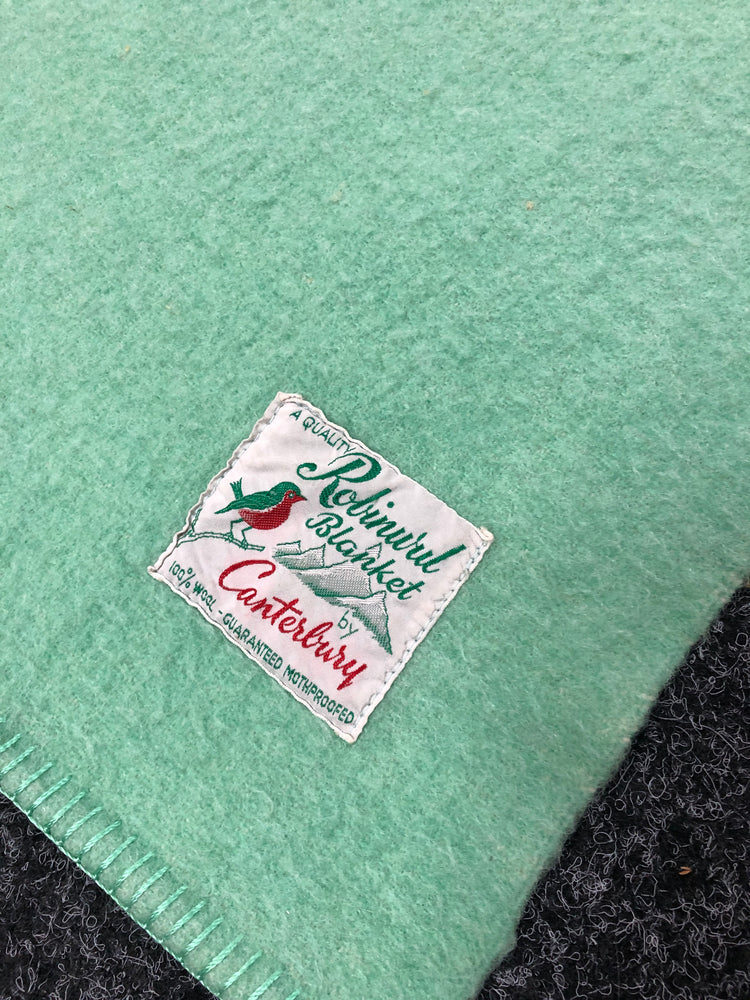 A QUALITY
Robinwul
Blanket
by
Canterbury
100% WOOL - GUARANTEED MOTHPROOFED